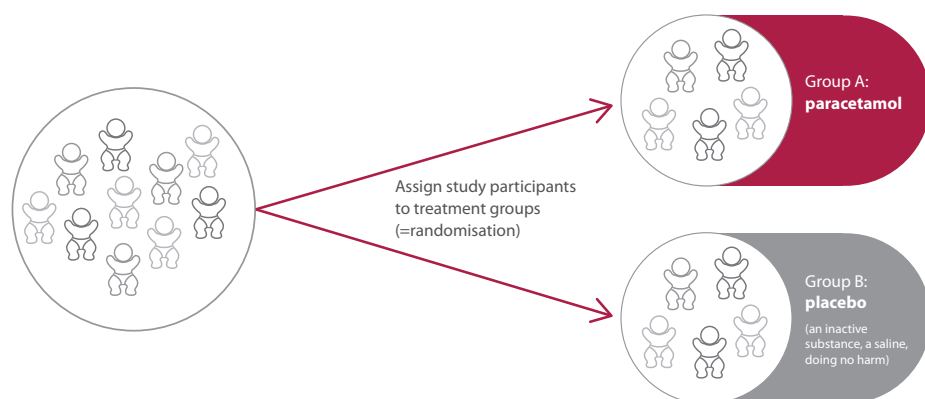 Group A:
paracetamol
Assign study participants
to treatment groups
(=randomisation)
Group B:
placebo
(an inactive
substance, a saline,
doing no harm)